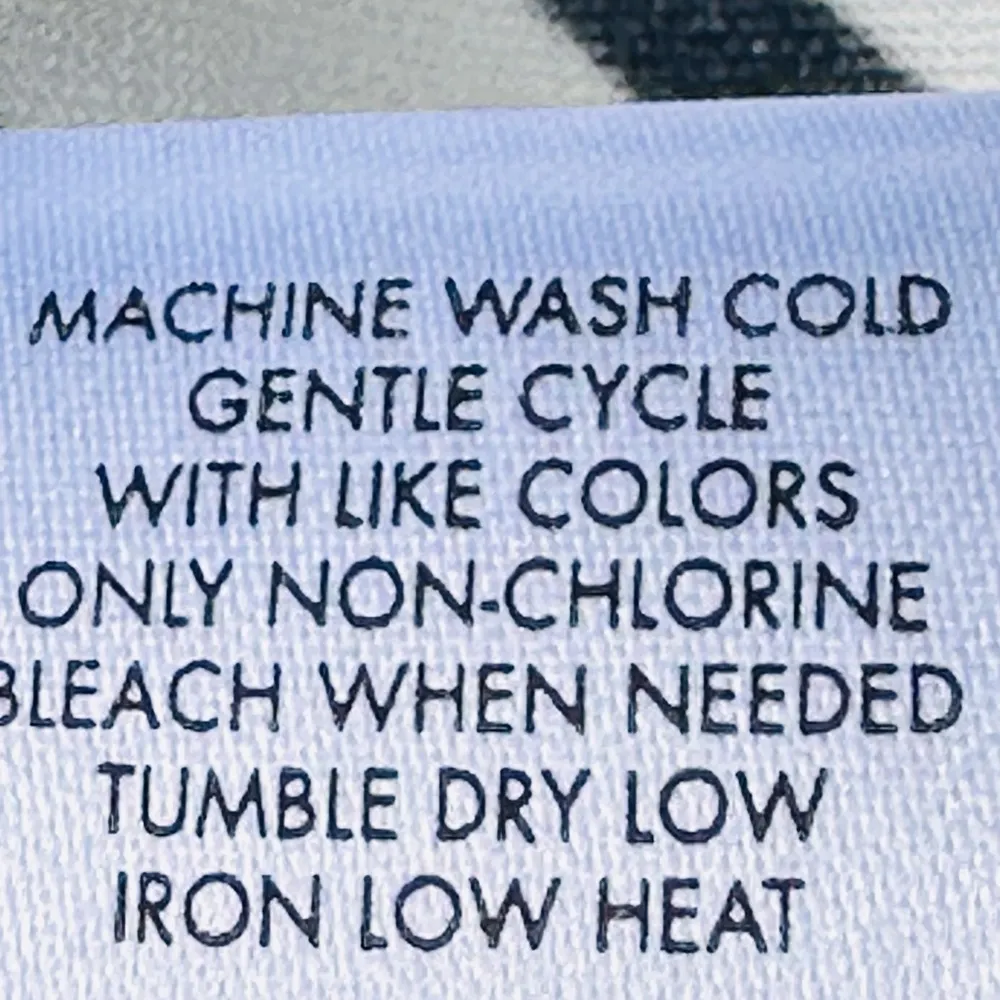 MACHINE WASH COLD
GENTLE CYCLE
WITH LIKE COLORS
ONLY NON-CHLORINE
BLEACH WHEN NEEDED
TUMBLE DRY LOW
IRON LOW HEAT